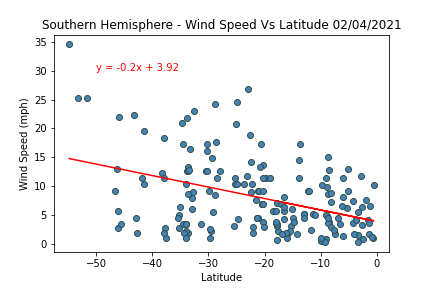 Southern Hemisphere - Wind Speed Vs Latitude 02/04/2021
35
y = -0.2x + 3.92
30
25
20
15
10
5
0
Wind Speed (mph)
−50 −40 −30 −20 −10 0
Latitude